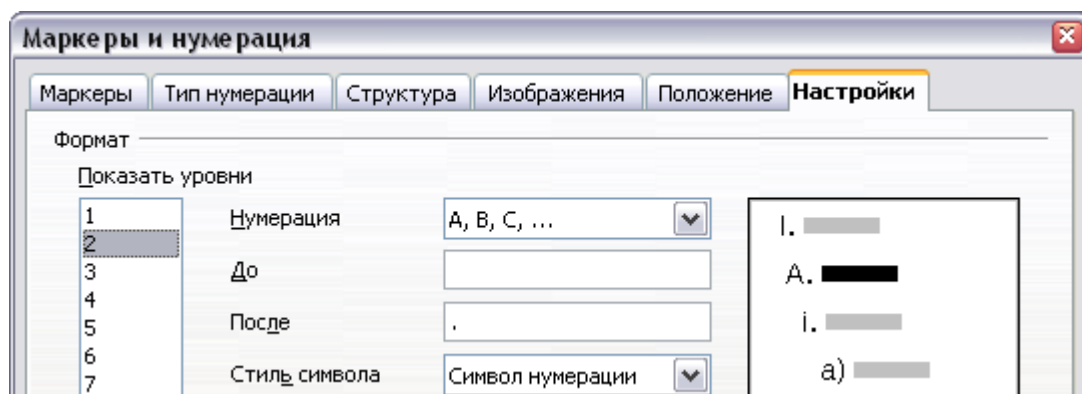 Маркеры и нумерация
Маркеры Тип нумерации Структура Изображения Положение Настройки
Формат
Показать уровни
1 Нумерация A, B, C, ... I.
2 A.
3 До
4 i.
5 После .
6 a)
7 Стиль символа Символ нумерации